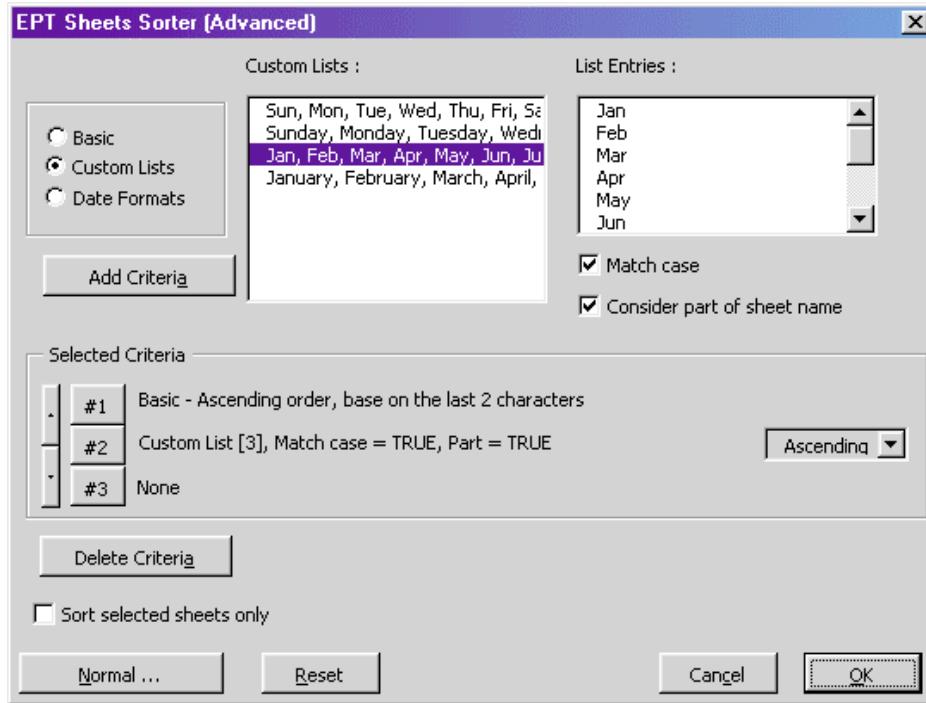 EPT Sheets Sorter (Advanced)
Custom Lists :
List Entries :
Basic
Custom Lists
Date Formats
Add Criteria
Sun, Mon, Tue, Wed, Thu, Fri, Sa
Sunday, Monday, Tuesday, Wedn
Jan, Feb, Mar, Apr, May, Jun, Ju
January, February, March, April,
Jan
Feb
Mar
Apr
May
Jun
Match case
Consider part of sheet name
Selected Criteria
#1 Basic - Ascending order, base on the last 2 characters
#2 Custom List [3], Match case = TRUE, Part = TRUE Ascending
#3 None
Delete Criteria
Sort selected sheets only
Normal ... Reset Cancel OK